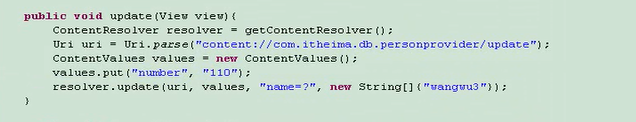 public void update(View view){
ContentResolver resolver = getContentResolver();
Uri uri = Uri.parse("content://com.itheima.db.personprovider/update");
ContentValues values = new ContentValues();
values.put("number", "110");
resolver.update(uri, values, "name=?", new String[]{"wangwu3"});
}